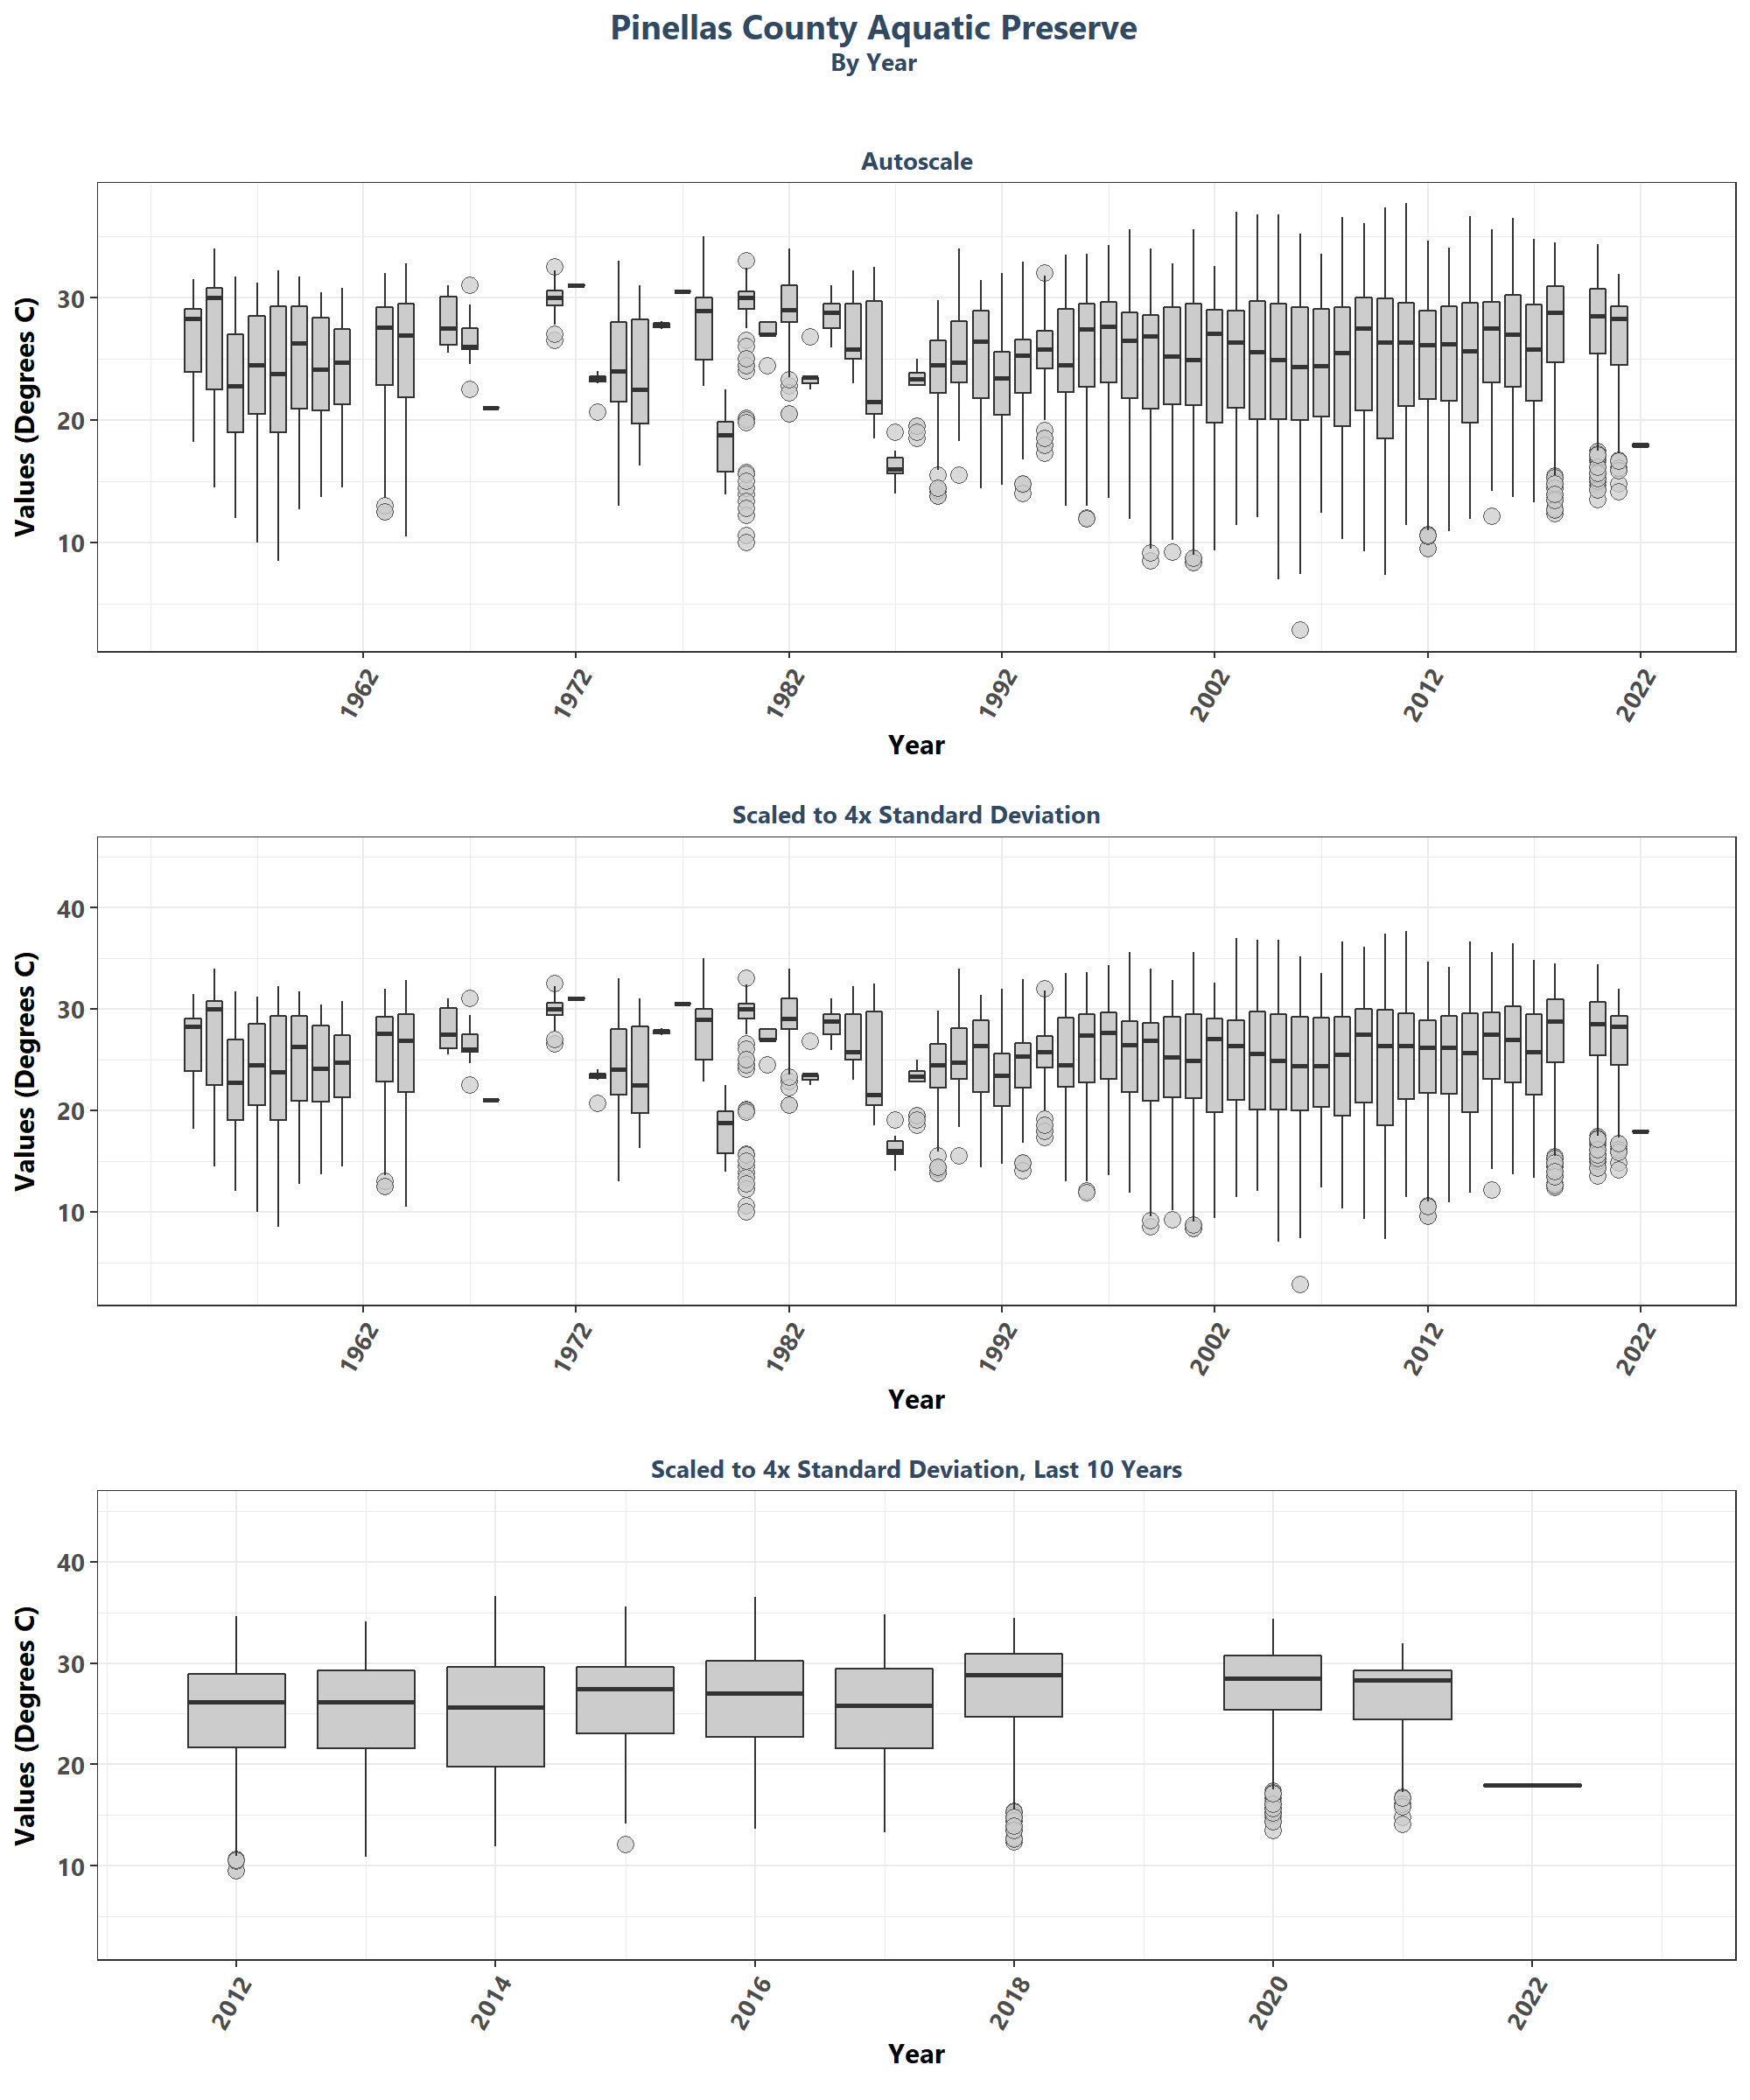 Pinellas County Aquatic Preserve
By Year
Autoscale
Values (Degrees C)
30
20
10
1962
1972
1982
1992
2002
2012
2022
Year
Scaled to 4x Standard Deviation
Values (Degrees C)
40
30
20
10
1962
1972
1982
1992
2002
2012
2022
Year
Scaled to 4x Standard Deviation, Last 10 Years
Values (Degrees C)
40
30
20
10
2012
2014
2016
2018
2020
2022
Year